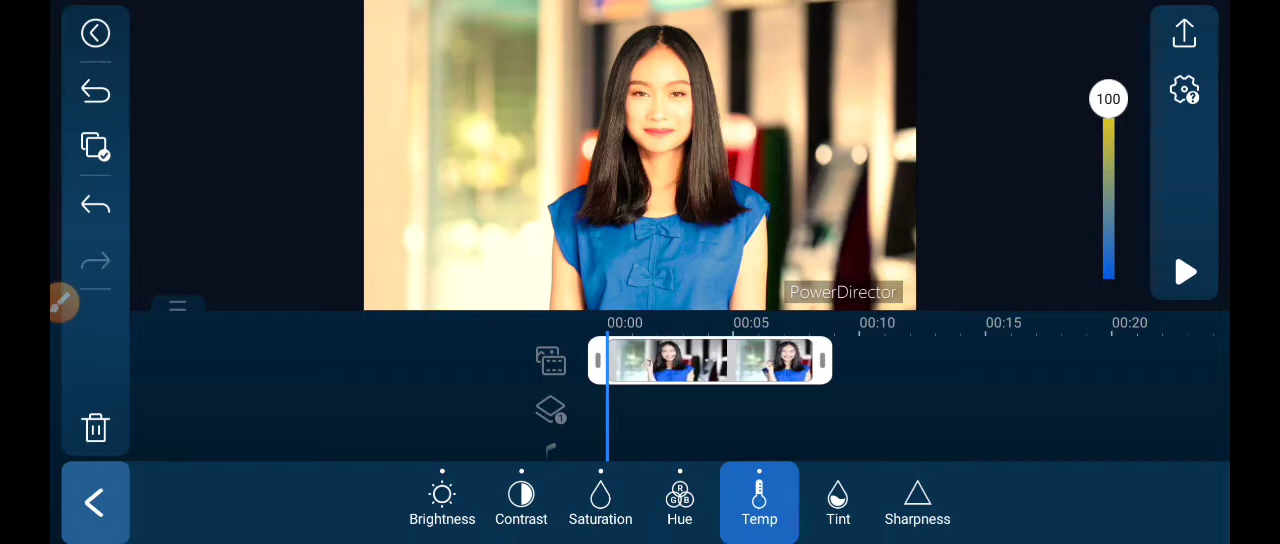 100
PowerDirector
00:00 00:05 00:10 00:15 00:20
1
R
G B
Brightness Contrast Saturation Hue Temp Tint Sharpness